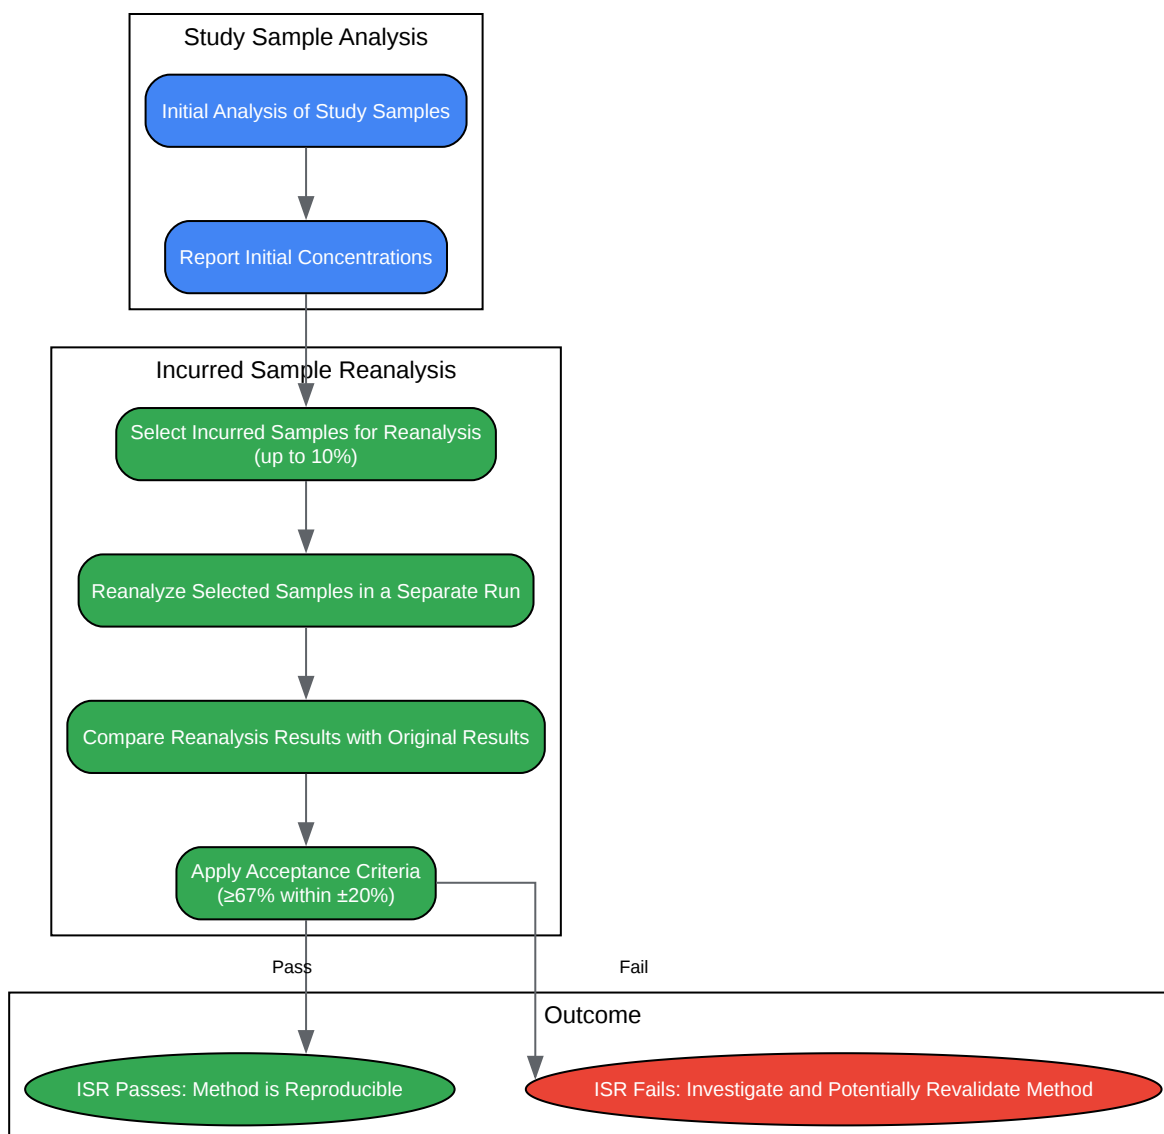 Study Sample Analysis
Initial Analysis of Study Samples
Report Initial Concentrations
Incurred Sample Reanalysis
Select Incurred Samples for Reanalysis
(up to 10%)
Reanalyze Selected Samples in a Separate Run
Compare Reanalysis Results with Original Results
Apply Acceptance Criteria
(≥67% within ±20%)
Pass
Fail
Outcome
ISR Passes: Method is Reproducible
ISR Fails: Investigate and Potentially Revalidate Method